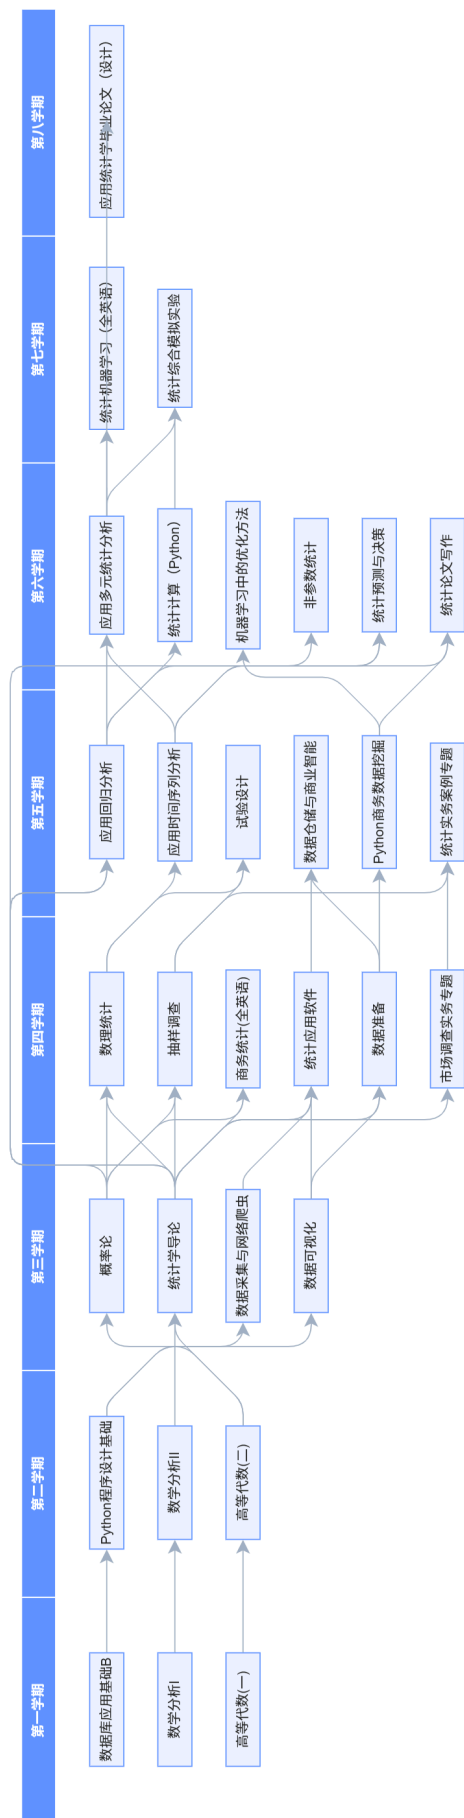 第一学期
数据库应用基础B
数学分析I
高等代数(一)
第二学期
Python程序设计基础
数学分析II
高等代数(二)
第三学期
概率论
统计学导论
数据采集与网络爬虫
数据可视化
第四学期
数理统计
抽样调查
商务统计(全英语)
统计应用软件
数据准备
市场调查实务专题
第五学期
应用回归分析
应用时间序列分析
试验设计
数据仓储与商业智能
Python商务数据挖掘
统计实务案例专题
第六学期
应用多元统计分析
统计计算（Python）
机器学习中的优化方法
非参数统计
统计预测与决策
统计论文写作
第七学期
统计机器学习（全英语）
统计综合模拟实验
第八学期
应用统计学毕业论文（设计）